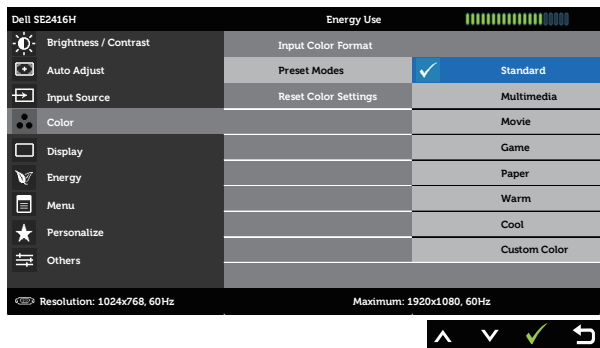 Dell SE2416H Energy Use
Brightness / Contrast Input Color Format
Auto Adjust Preset Modes Standard
Input Source Reset Color Settings Multimedia
Color Movie
Display Game
Energy Paper
Menu Warm
Personalize Cool
Others Custom Color
Resolution: 1024x768, 60Hz Maximum: 1920x1080, 60Hz